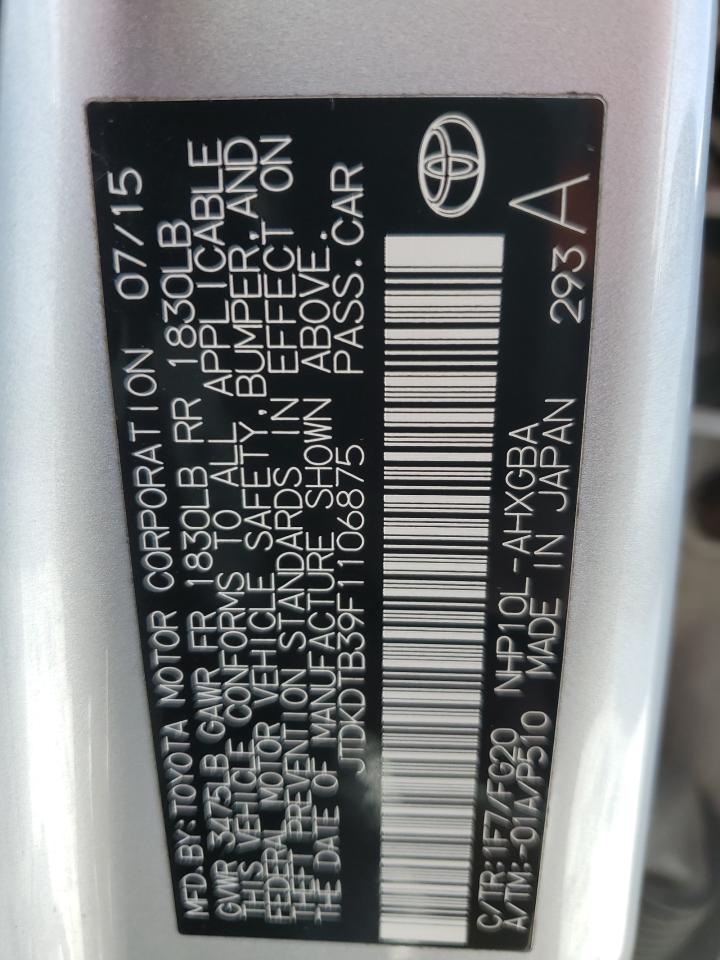 MFD. BY: TOYOTA MOTOR CORPORATION 07/15
GVWR 3475LB GAWR FR 1830LB RR 1830LB
THIS VEHICLE CONFORMS TO ALL APPLICABLE
FEDERAL MOTOR VEHICLE SAFETY, BUMPER, AND
THEFT PREVENTION STANDARDS IN EFFECT ON
THE DATE OF MANUFACTURE SHOWN ABOVE.
JTDKDTB39F1106875 PASS. CAR
C/TR: 1F7/FG20 NHP10L-AHXGBA
A/TM: -01A/P510 MADE IN JAPAN 293 A